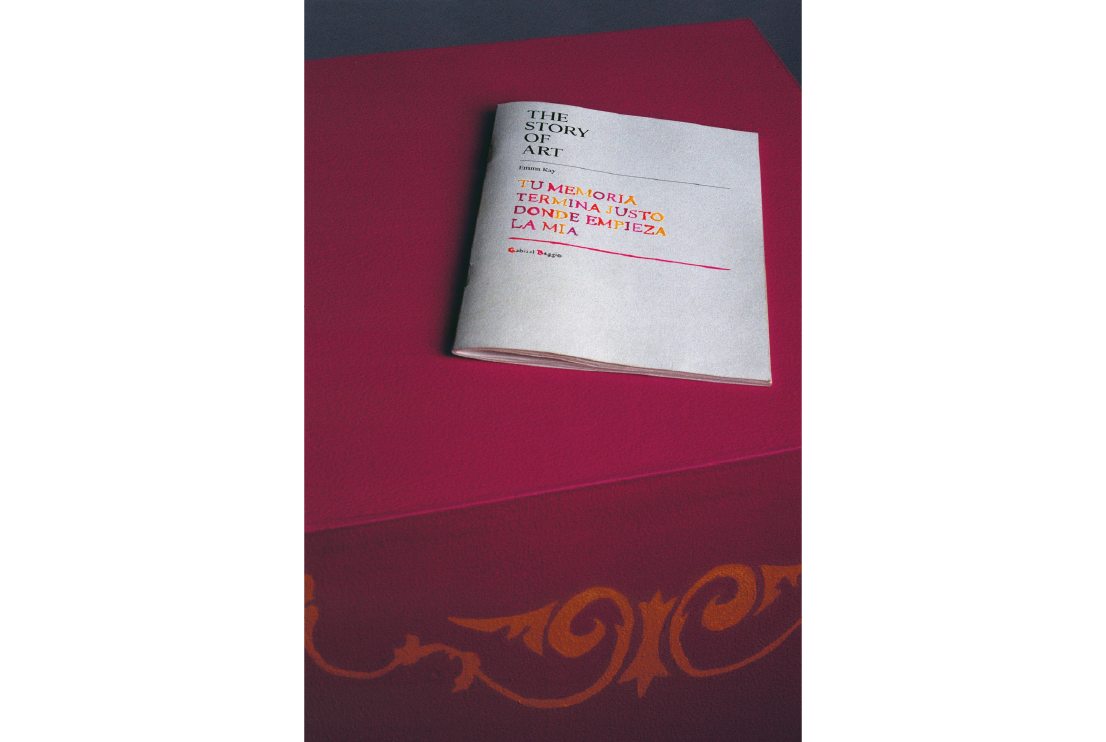 THE
STORY
OF
ART
Emma Kay
TU MEMORIA
TERMINA JUSTO
DONDE EMPIEZA
LA MIA
Gabriel Baggio